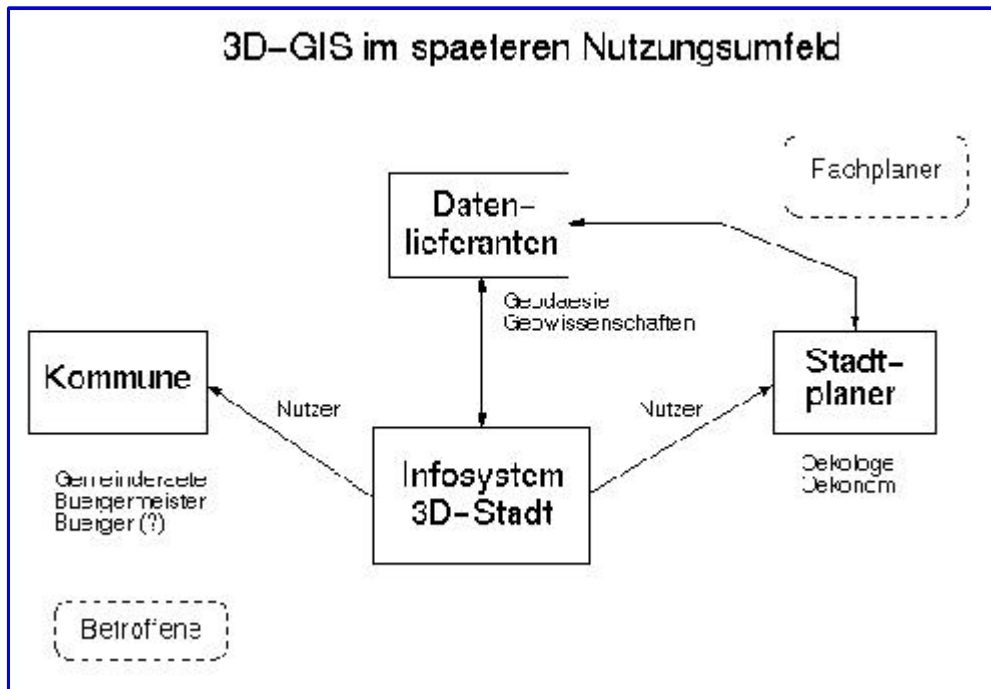 3D-GIS im spaeteren Nutzungsumfeld
Fachplaner
Daten-
lieferanten
Geodaesie
Geowissenschaften
Kommune
Stadt-
planer
Nutzer
Nutzer
Infosystem
3D-Stadt
Gemeinderaete
Buergermeister
Buerger (?)
Oekologe
Oekonom
Betroffene